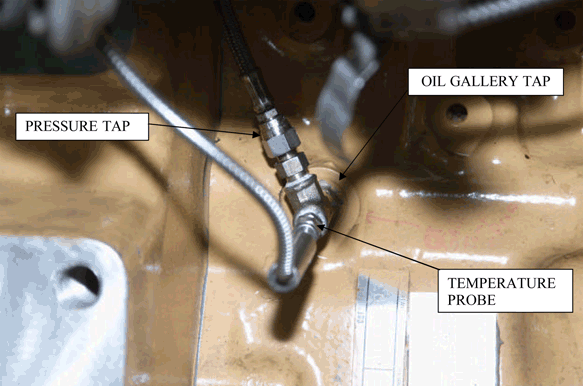 OIL GALLERY TAP
PRESSURE TAP
TEMPERATURE
PROBE